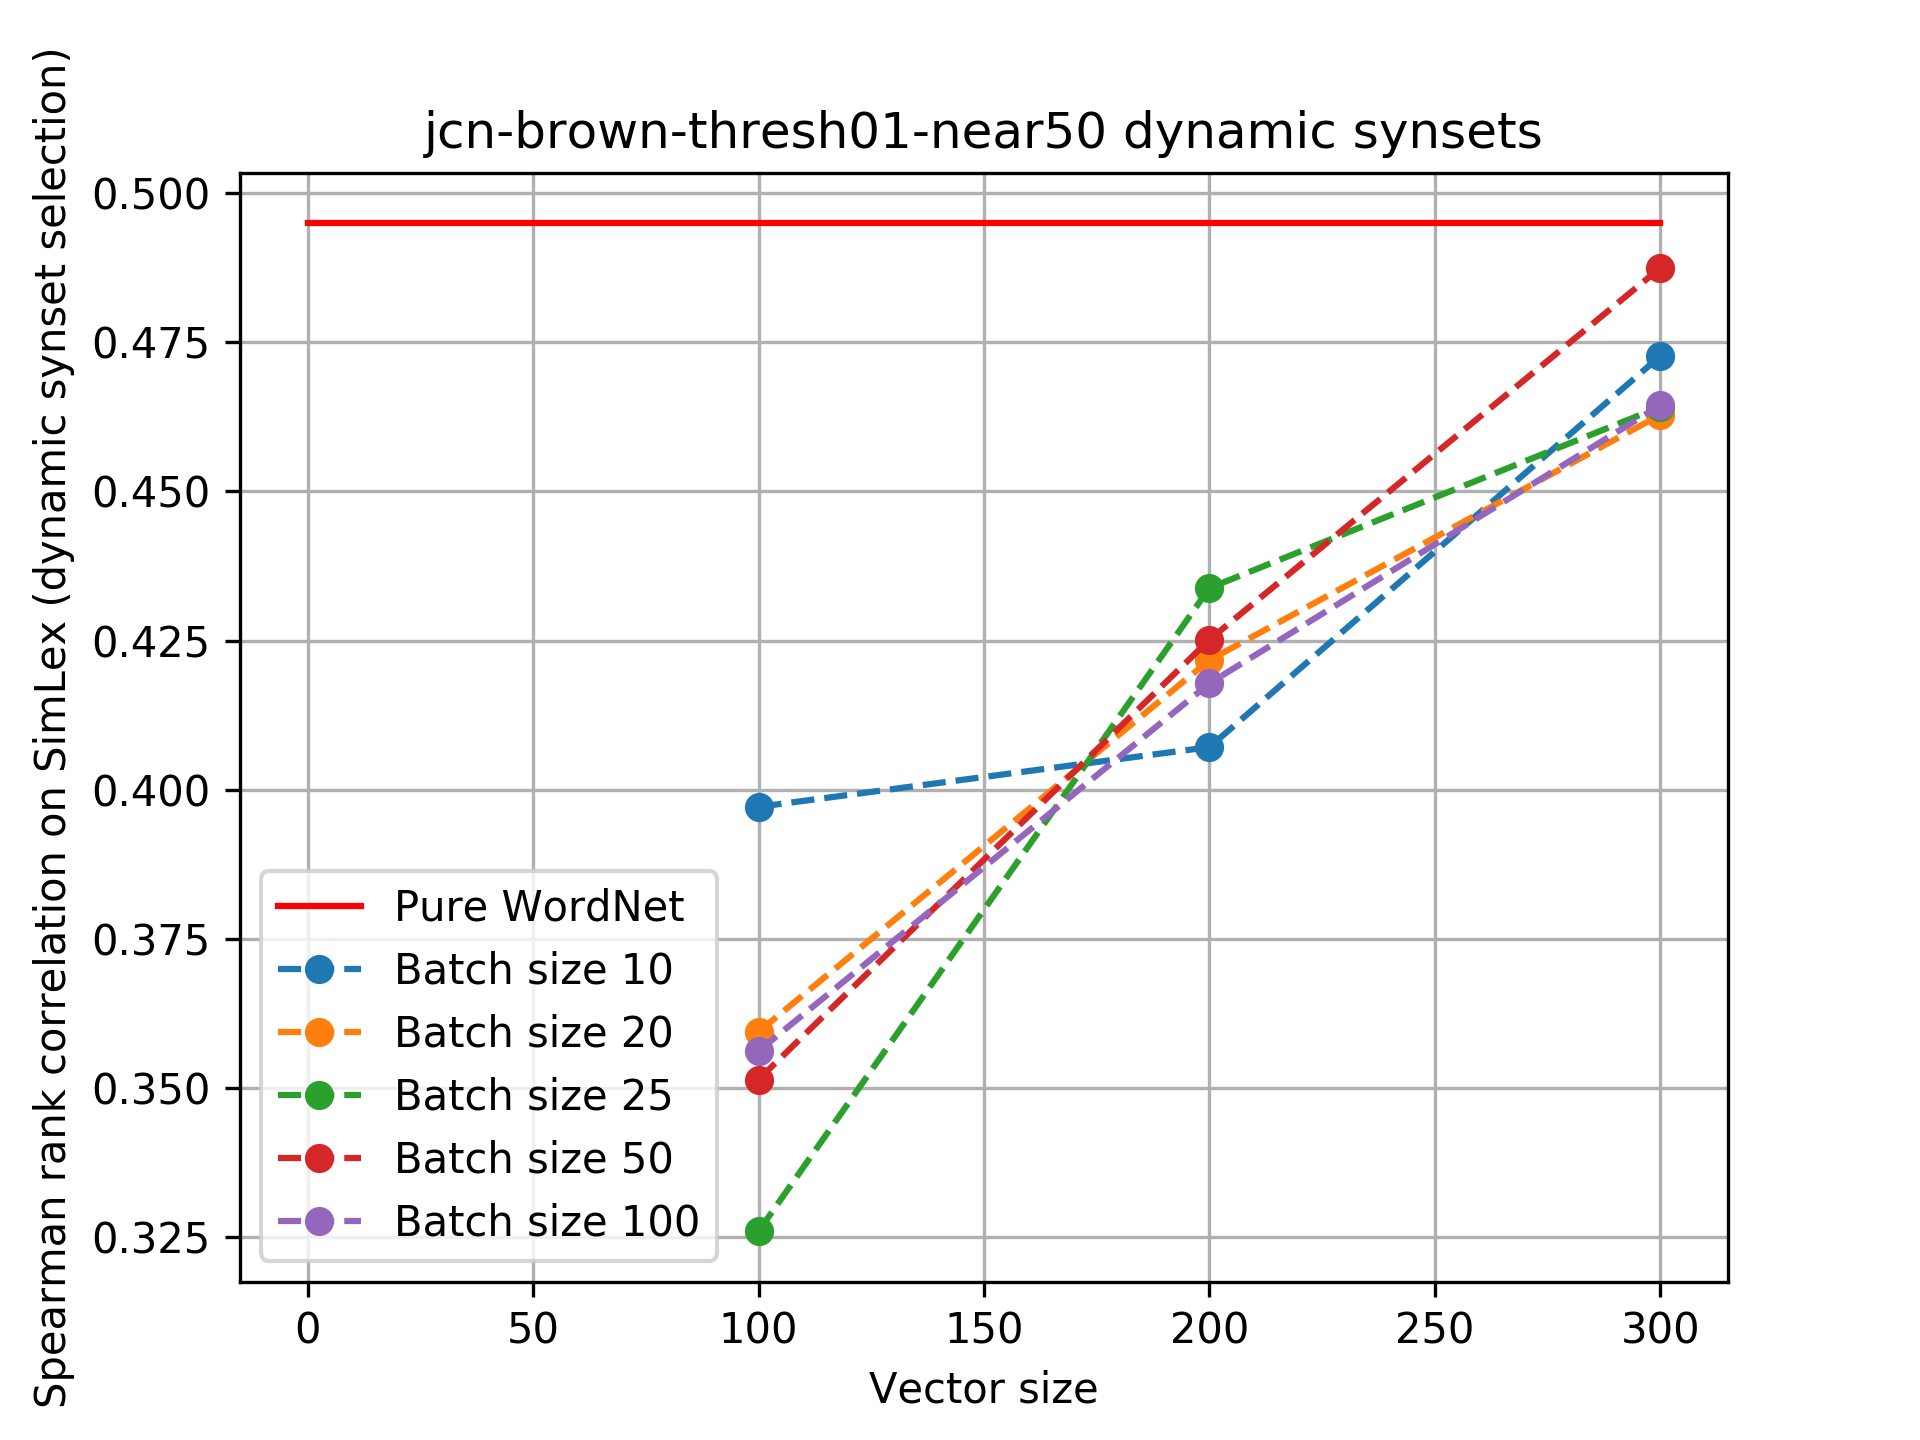 jcn-brown-thresh01-near50 dynamic synsets
Spearman rank correlation on SimLex (dynamic synset selection)
0.500
0.475
0.450
0.425
0.400
0.375
0.350
0.325
Pure WordNet
Batch size 10
Batch size 20
Batch size 25
Batch size 50
Batch size 100
0 50 100 150 200 250 300
Vector size